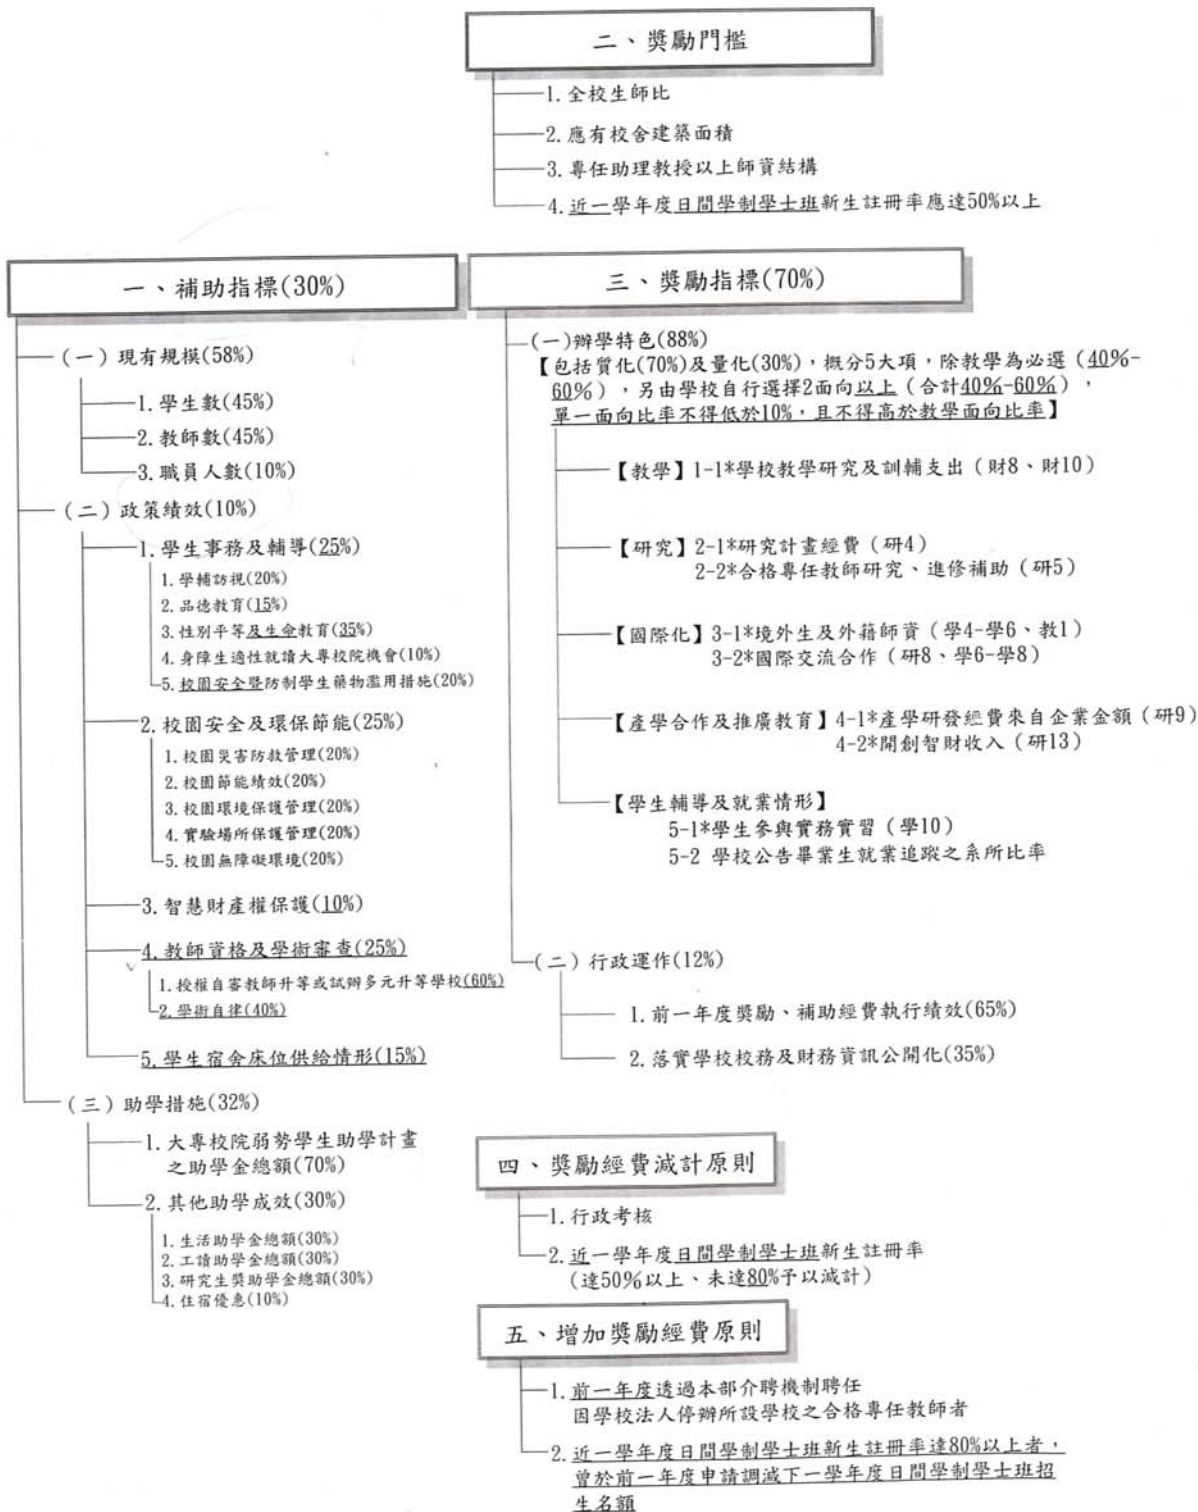 二、獎勵門檻
1. 全校生師比
2. 應有校舍建築面積
3. 專任助理教授以上師資結構
4. 近一學年度日間學制學士班新生註冊率應達50%以上
一、補助指標(30%)
(一) 現有規模(58%)
1. 學生數(45%)
2. 教師數(45%)
3. 職員人數(10%)
(二) 政策績效(10%)
1. 學生事務及輔導(25%)
1. 學輔訪視(20%)
2. 品德教育(15%)
3. 性別平等及生命教育(35%)
4. 身障生適性就讀大專校院機會(10%)
5. 校園安全暨防制學生藥物濫用措施(20%)
2. 校園安全及環保節能(25%)
1. 校園災害防救管理(20%)
2. 校園節能績效(20%)
3. 校園環境保護管理(20%)
4. 實驗場所保護管理(20%)
5. 校園無障礙環境(20%)
3. 智慧財產權保護(10%)
4. 教師資格及學術審查(25%)
1. 授權自審教師升等或試辦多元升等學校(60%)
2. 學術自律(40%)
5. 學生宿舍床位供給情形(15%)
(三) 助學措施(32%)
1. 大專校院弱勢學生助學計畫
之助學金總額(70%)
2. 其他助學成效(30%)
1. 生活助學金總額(30%)
2. 工讀助學金總額(30%)
3. 研究生獎助學金總額(30%)
4. 住宿優惠(10%)
三、獎勵指標(70%)
(一)辦學特色(88%)
【包括質化(70%)及量化(30%),概分5大項,除教學為必選(40%-
60%),另由學校自行選擇2面向以上(合計40%-60%),
單一面向比率不得低於10%,且不得高於教學面向比率】
【教學】1-1*學校教學研究及訓輔支出(財8、財10)
【研究】2-1*研究計畫經費(研4)
2-2*合格專任教師研究、進修補助(研5)
【國際化】3-1*境外生及外籍師資(學4-學6、教1)
3-2*國際交流合作(研8、學6-學8)
【產學合作及推廣教育】4-1*產學研發經費來自企業金額(研9)
4-2*開創智財收入(研13)
【學生輔導及就業情形】
5-1*學生參與實務實習(學10)
5-2 學校公告畢業生就業追蹤之系所比率
(二)行政運作(12%)
1. 前一年度獎勵、補助經費執行績效(65%)
2. 落實學校校務及財務資訊公開化(35%)
四、獎勵經費減計原則
1. 行政考核
2. 近一學年度日間學制學士班新生註冊率
(達50%以上、未達80%予以減計)
五、增加獎勵經費原則
1. 前一年度透過本部介聘機制聘任
因學校法人停辦所設學校之合格專任教師者
2. 近一學年度日間學制學士班新生註冊率達80%以上者,
曾於前一年度申請調減下一學年度日間學制學士班招
生名額